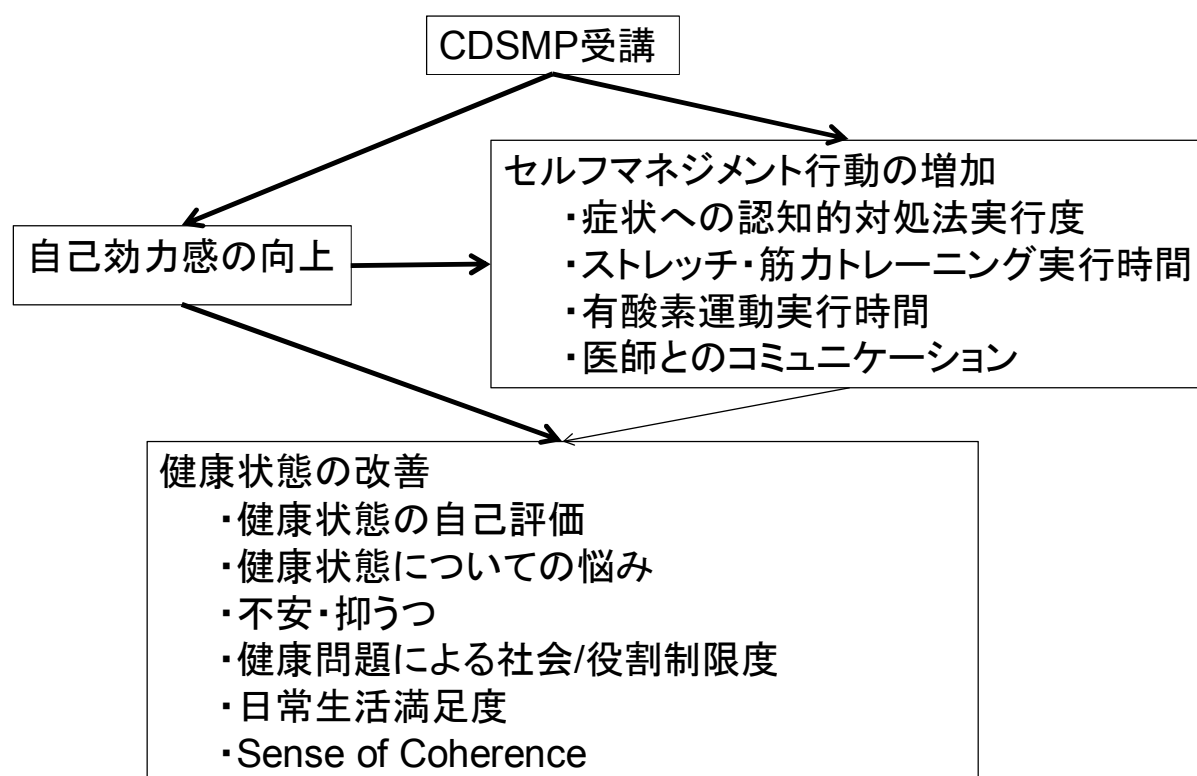 CDSMP受講
セルフマネジメント行動の増加
・症状への認知的対処法実行度
・ストレッチ・筋力トレーニング実行時間
・有酸素運動実行時間
・医師とのコミュニケーション
自己効力感の向上
健康状態の改善
・健康状態の自己評価
・健康状態についての悩み
・不安・抑うつ
・健康問題による社会/役割制限度
・日常生活満足度
・Sense of Coherence